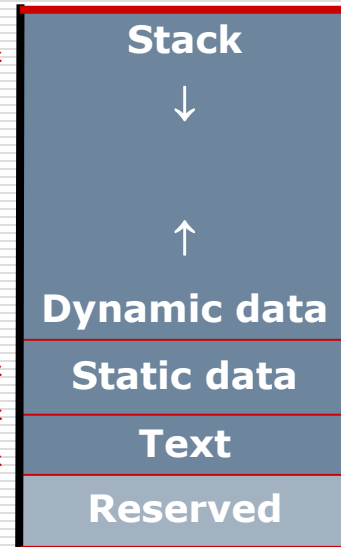 Stack
↓
↑
Dynamic data
Static data
Text
Reserved